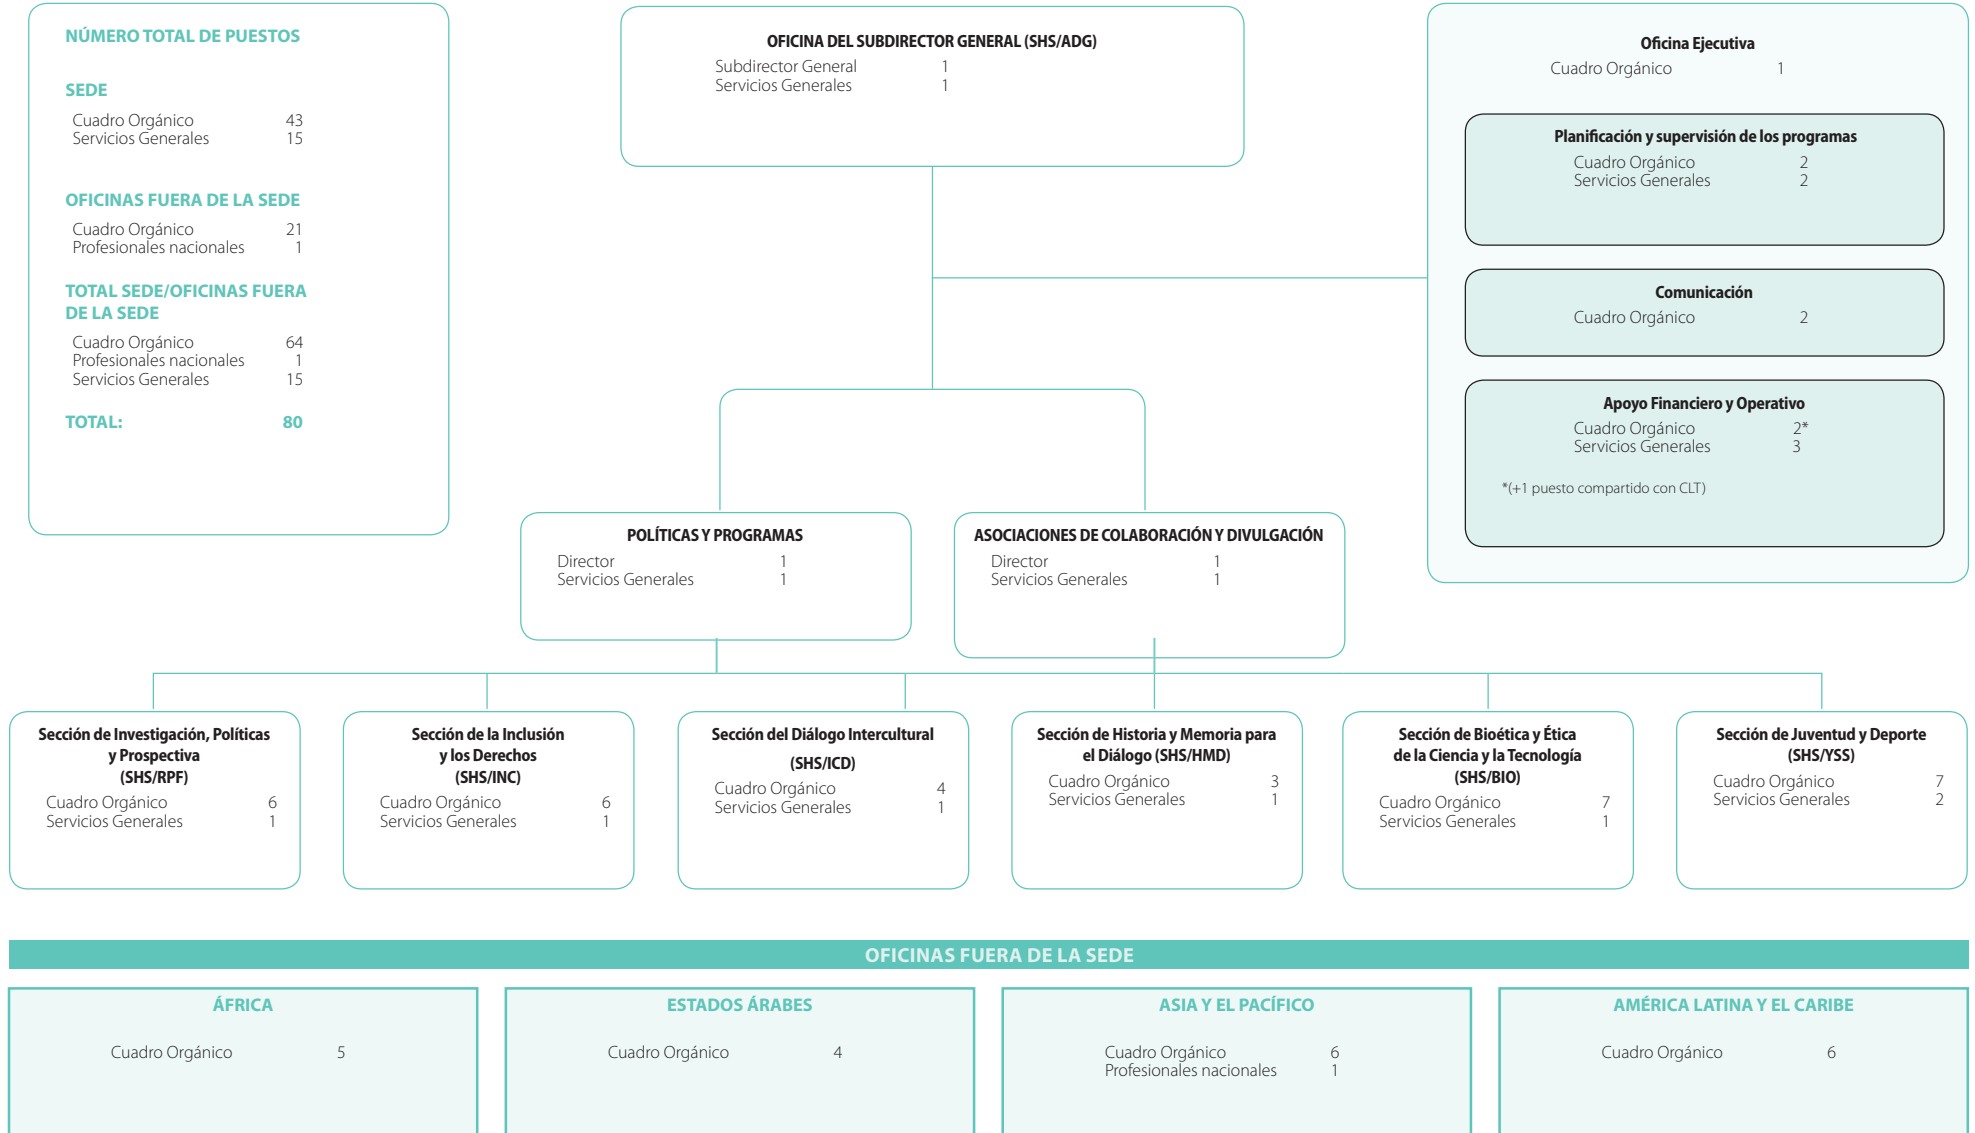 NÚMERO TOTAL DE PUESTOS
SEDE
Cuadro Orgánico 43
Servicios Generales 15
OFICINAS FUERA DE LA SEDE
Cuadro Orgánico 21
Profesionales nacionales 1
TOTAL SEDE/OFICINAS FUERA
DE LA SEDE
Cuadro Orgánico 64
Profesionales nacionales 1
Servicios Generales 15
TOTAL: 80
OFICINA DEL SUBDIRECTOR GENERAL (SHS/ADG)
Subdirector General 1
Servicios Generales 1
Oficina Ejecutiva
Cuadro Orgánico 1
Planificación y supervisión de los programas
Cuadro Orgánico 2
Servicios Generales 2
Comunicación
Cuadro Orgánico 2
Apoyo Financiero y Operativo
Cuadro Orgánico 2*
Servicios Generales 3
*(+1 puesto compartido con CLT)
POLÍTICAS Y PROGRAMAS
Director 1
Servicios Generales 1
ASOCIACIONES DE COLABORACIÓN Y DIVULGACIÓN
Director 1
Servicios Generales 1
Sección de Investigación, Políticas
y Prospectiva
(SHS/RPF)
Cuadro Orgánico 6
Servicios Generales 1
Sección de la Inclusión
y los Derechos
(SHS/INC)
Cuadro Orgánico 6
Servicios Generales 1
Sección del Diálogo Intercultural
(SHS/ICD)
Cuadro Orgánico 4
Servicios Generales 1
Sección de Historia y Memoria para
el Diálogo (SHS/HMD)
Cuadro Orgánico 3
Servicios Generales 1
Sección de Bioética y Ética
de la Ciencia y la Tecnología
(SHS/BIO)
Cuadro Orgánico 7
Servicios Generales 1
Sección de Juventud y Deporte
(SHS/YSS)
Cuadro Orgánico 7
Servicios Generales 2
OFICINAS FUERA DE LA SEDE
ÁFRICA
Cuadro Orgánico 5
ESTADOS ÁRABES
Cuadro Orgánico 4
ASIA Y EL PACÍFICO
Cuadro Orgánico 6
Profesionales nacionales 1
AMÉRICA LATINA Y EL CARIBE
Cuadro Orgánico 6